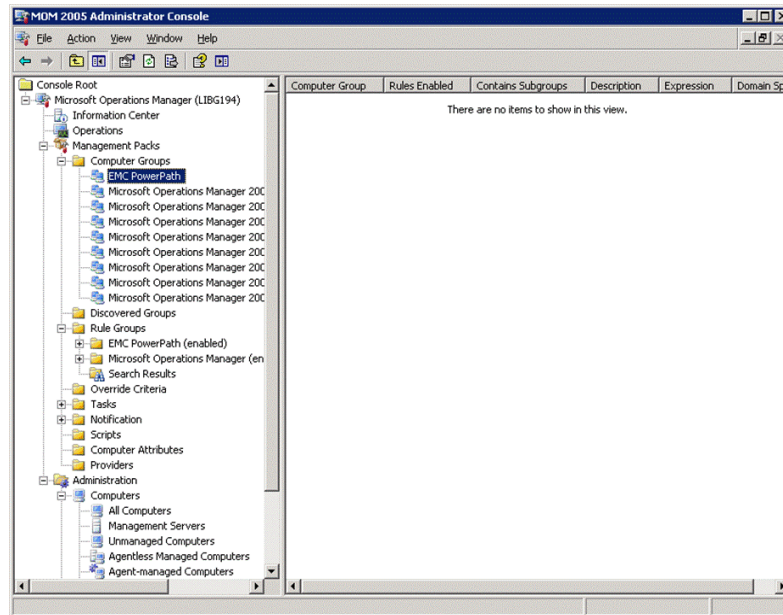 MOM 2005 Administrator Console
File Action View Window Help
Console Root
Microsoft Operations Manager (LIBG194)
Information Center
Operations
Management Packs
Computer Groups
EMC PowerPath
Microsoft Operations Manager 200
Microsoft Operations Manager 200
Microsoft Operations Manager 200
Microsoft Operations Manager 200
Microsoft Operations Manager 200
Microsoft Operations Manager 200
Microsoft Operations Manager 200
Microsoft Operations Manager 200
Discovered Groups
Rule Groups
EMC PowerPath (enabled)
Microsoft Operations Manager (en
Search Results
Override Criteria
Tasks
Notification
Scripts
Computer Attributes
Providers
Administration
Computers
All Computers
Management Servers
Unmanaged Computers
Agentless Managed Computers
Agent-managed Computers
Computer Group Rules Enabled Contains Subgroups Description Expression Domain Sp
There are no items to show in this view.